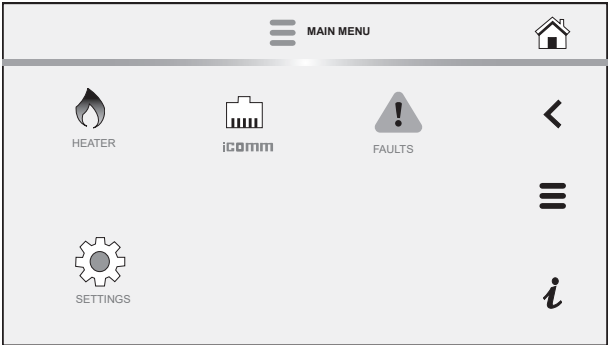 MAIN MENU
HEATER
icomm
FAULTS
SETTINGS
i